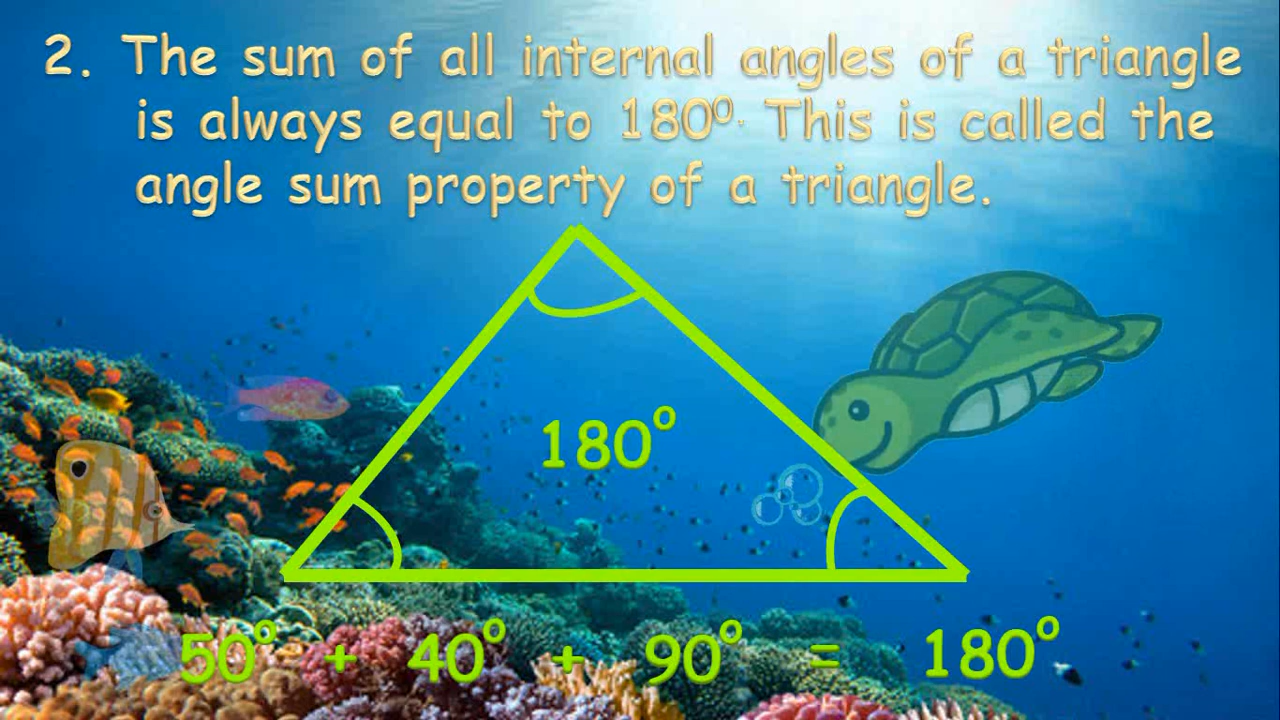 2. The sum of all internal angles of a triangle
is always equal to 180⁰. This is called the
angle sum property of a triangle.
180°
50° + 40° + 90° = 180°